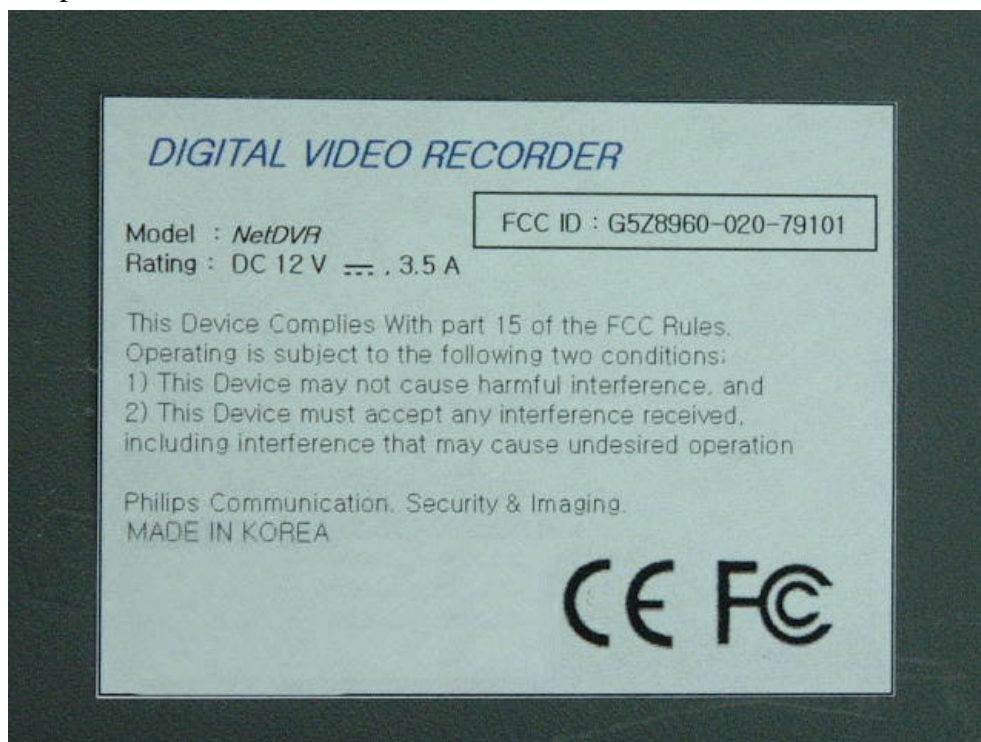 DIGITAL VIDEO RECORDER
FCC ID : G5Z8960-020-79101
Model : NetDVR
Rating : DC 12 V ⎓ , 3.5 A
This Device Complies With part 15 of the FCC Rules.
Operating is subject to the following two conditions:
1) This Device may not cause harmful interference, and
2) This Device must accept any interference received,
including interference that may cause undesired operation
Philips Communication, Security & Imaging.
MADE IN KOREA
CE FC